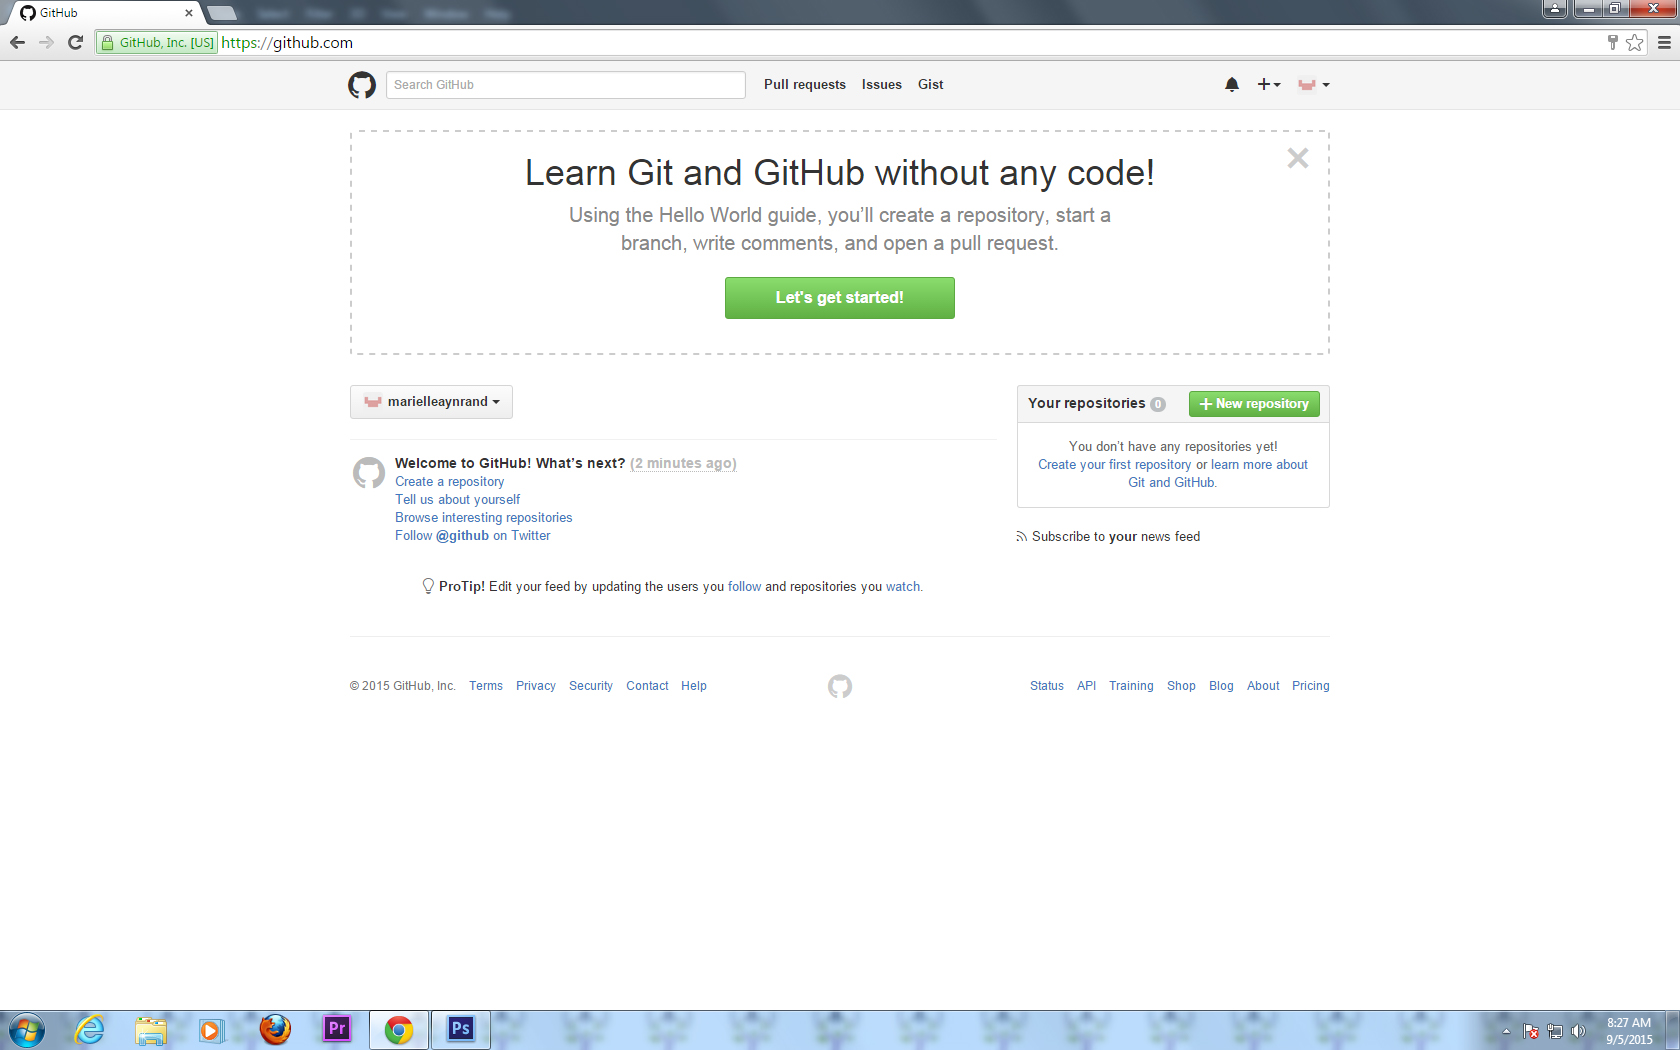 GitHub
Select Filter 3D View Window Help
GitHub, Inc. [US] https://github.com
Search GitHub
Pull requests Issues Gist
Learn Git and GitHub without any code!
Using the Hello World guide, you’ll create a repository, start a
branch, write comments, and open a pull request.
Let's get started!
marielleaynrand
Your repositories 0
New repository
You don’t have any repositories yet!
Create your first repository or learn more about
Git and GitHub.
Welcome to GitHub! What’s next? (2 minutes ago)
Create a repository
Tell us about yourself
Browse interesting repositories
Follow @github on Twitter
Subscribe to your news feed
ProTip! Edit your feed by updating the users you follow and repositories you watch.
© 2015 GitHub, Inc. Terms Privacy Security Contact Help
Status API Training Shop Blog About Pricing
Pr
Ps
8:27 AM
9/5/2015